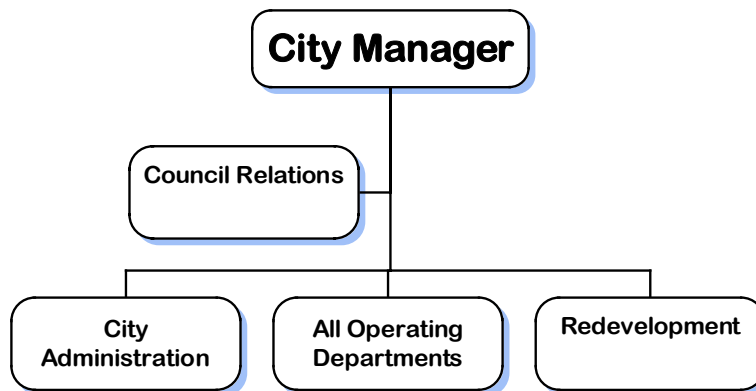 City Manager
Council Relations
City
Administration
All Operating
Departments
Redevelopment